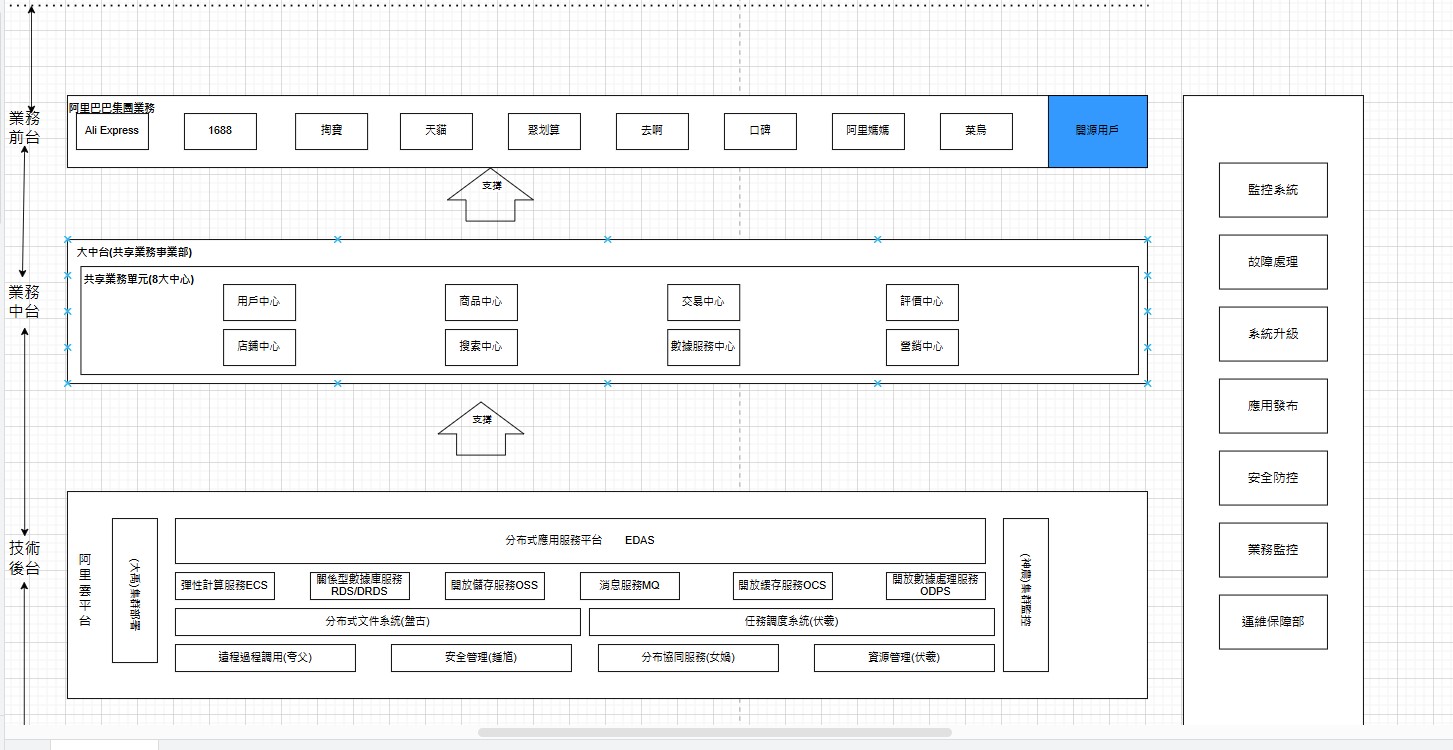 業務
前台
阿里巴巴集團業務
Ali Express
1688
掏寶
天貓
聚划算
去啊
口碑
阿里媽媽
菜鳥
開源用戶
支撐
業務
中台
大中台(共享業務事業部)
共享業務單元(8大中心)
用戶中心
商品中心
交易中心
評價中心
店鋪中心
搜索中心
數據服務中心
營銷中心
支撐
技術
後台
阿里雲平台
(大禹)集群部署
分布式應用服務平台 EDAS
彈性計算服務ECS
關係型數據庫服務
RDS/DRDS
開放儲存服務OSS
消息服務MQ
開放緩存服務OCS
開放數據處理服務
ODPS
分布式文件系統(盤古)
任務調度系統(伏羲)
遠程過程調用(夸父)
安全管理(鍾馗)
分布協同服務(女媧)
資源管理(伏羲)
(神農)集群監控
監控系統
故障處理
系統升級
應用發布
安全防控
業務監控
運維保障部